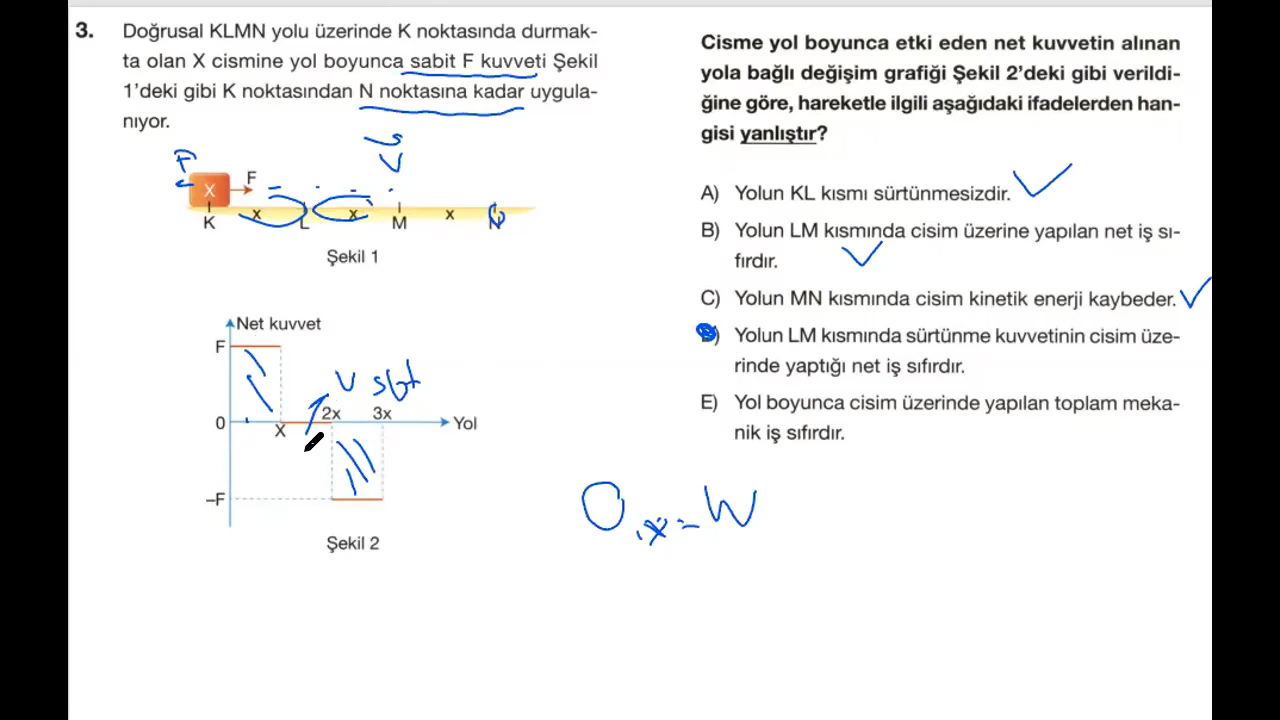 3. Doğrusal KLMN yolu üzerinde K noktasında durmak-
ta olan X cismine yol boyunca sabit F kuvveti Şekil
1'deki gibi K noktasından N noktasına kadar uygula-
nıyor.
V
F
F
X
x x x
K L M N
Şekil 1
Net kuvvet
F
V sbt
0 X 2x 3x Yol
–F
Şekil 2
Cisme yol boyunca etki eden net kuvvetin alınan
yola bağlı değişim grafiği Şekil 2'deki gibi verildi-
ğine göre, hareketle ilgili aşağıdaki ifadelerden han-
gisi yanlıştır?
A) Yolun KL kısmı sürtünmesizdir.
B) Yolun LM kısmında cisim üzerine yapılan net iş sı-
fırdır.
C) Yolun MN kısmında cisim kinetik enerji kaybeder.
D) Yolun LM kısmında sürtünme kuvvetinin cisim üze-
rinde yaptığı net iş sıfırdır.
E) Yol boyunca cisim üzerinde yapılan toplam meka-
nik iş sıfırdır.
O.x=W